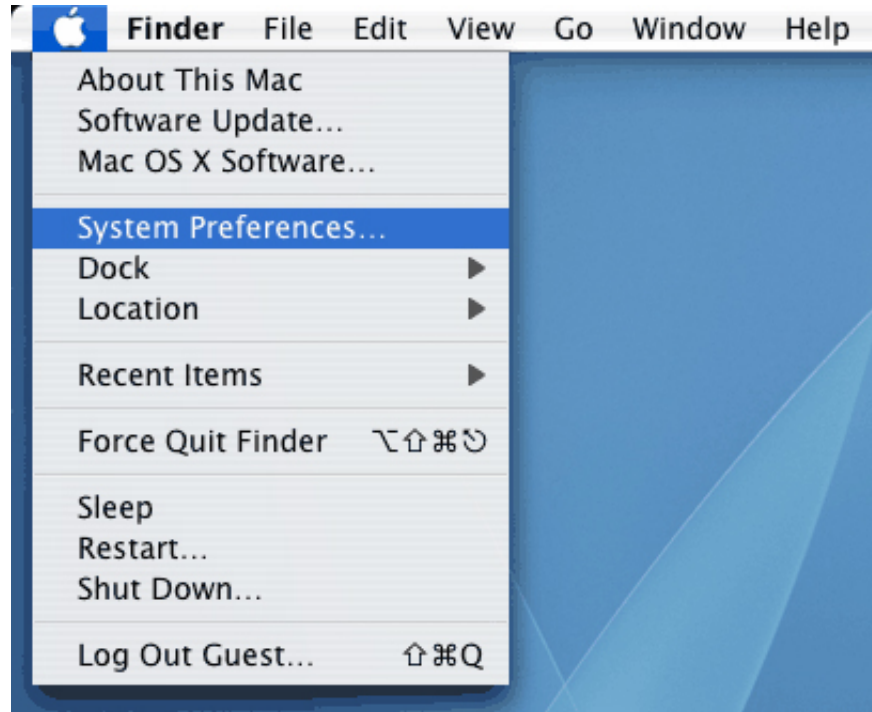 Finder File Edit View Go Window Help
About This Mac
Software Update...
Mac OS X Software...
System Preferences...
Dock
Location
Recent Items
Force Quit Finder ⌥⇧⌘⎋
Sleep
Restart...
Shut Down...
Log Out Guest... ⇧⌘Q